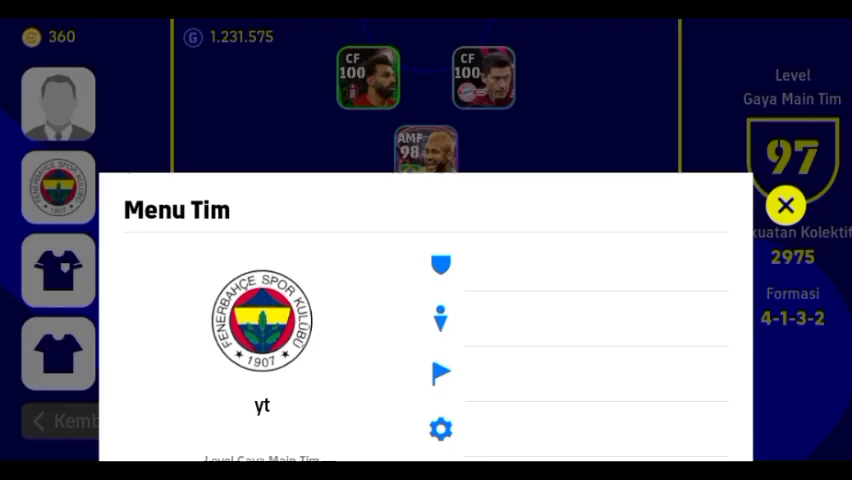 360
G 1.231.575
CF
100
CF
100
AMF
98
Level
Gaya Main Tim
97
kuatan Kolektif
2975
Formasi
4-1-3-2
FENERBAHÇE SPOR KULÜBÜ
1907
Kemb
Menu Tim
FENERBAHÇE SPOR KULÜBÜ
1907
yt
Level Gaya Main Tim